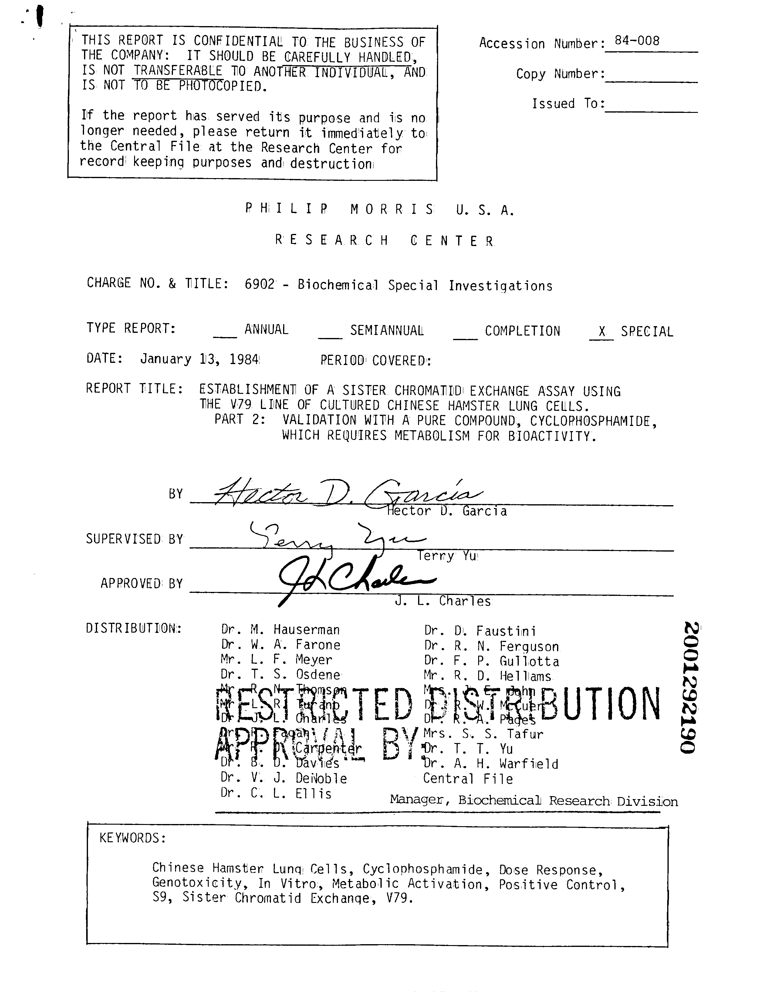 THIS REPORT IS CONFIDENTIAL TO THE BUSINESS OF
THE COMPANY: IT SHOULD BE CAREFULLY HANDLED,
IS NOT TRANSFERABLE TO ANOTHER INDIVIDUAL, AND
IS NOT TO BE PHOTOCOPIED.
If the report has served its purpose and is no
longer needed, please return it immediately to
the Central File at the Research Center for
record keeping purposes and destruction
Accession Number: 84-008
Copy Number:
Issued To:
PHILIP MORRIS U.S.A.
RESEARCH CENTER
CHARGE NO. & TITLE: 6902 - Biochemical Special Investigations
TYPE REPORT: ___ ANNUAL ___ SEMIANNUAL ___ COMPLETION X SPECIAL
DATE: January 13, 1984 PERIOD COVERED:
REPORT TITLE: ESTABLISHMENT OF A SISTER CHROMATID EXCHANGE ASSAY USING
THE V79 LINE OF CULTURED CHINESE HAMSTER LUNG CELLS.
PART 2: VALIDATION WITH A PURE COMPOUND, CYCLOPHOSPHAMIDE,
WHICH REQUIRES METABOLISM FOR BIOACTIVITY.
BY Hector D. Garcia
Hector D. Garcia
SUPERVISED BY Terry Yu
Terry Yu
APPROVED BY J L Charles
J. L. Charles
DISTRIBUTION:
Dr. M. Hauserman
Dr. W. A. Farone
Mr. L. F. Meyer
Dr. T. S. Osdene
Mr. R. N. Thomson
L. R. Turano
Dr. J. L. Charles
Carpenter
Dr. B. D. Davies
Dr. V. J. DeNoble
Dr. C. L. Ellis
Dr. D. Faustini
Dr. R. N. Ferguson
Dr. F. P. Gullotta
Mr. R. D. Hellams
Mrs. John
Dr. R. W.
Dr. R. A. Pages
Mrs. S. S. Tafur
Dr. T. T. Yu
Dr. A. H. Warfield
Central File
RESTRICTED DISTRIBUTION
APPROVAL BY
Manager, Biochemical Research Division
2001292190
KEYWORDS:
Chinese Hamster Lung Cells, Cyclophosphamide, Dose Response,
Genotoxicity, In Vitro, Metabolic Activation, Positive Control,
S9, Sister Chromatid Exchange, V79.